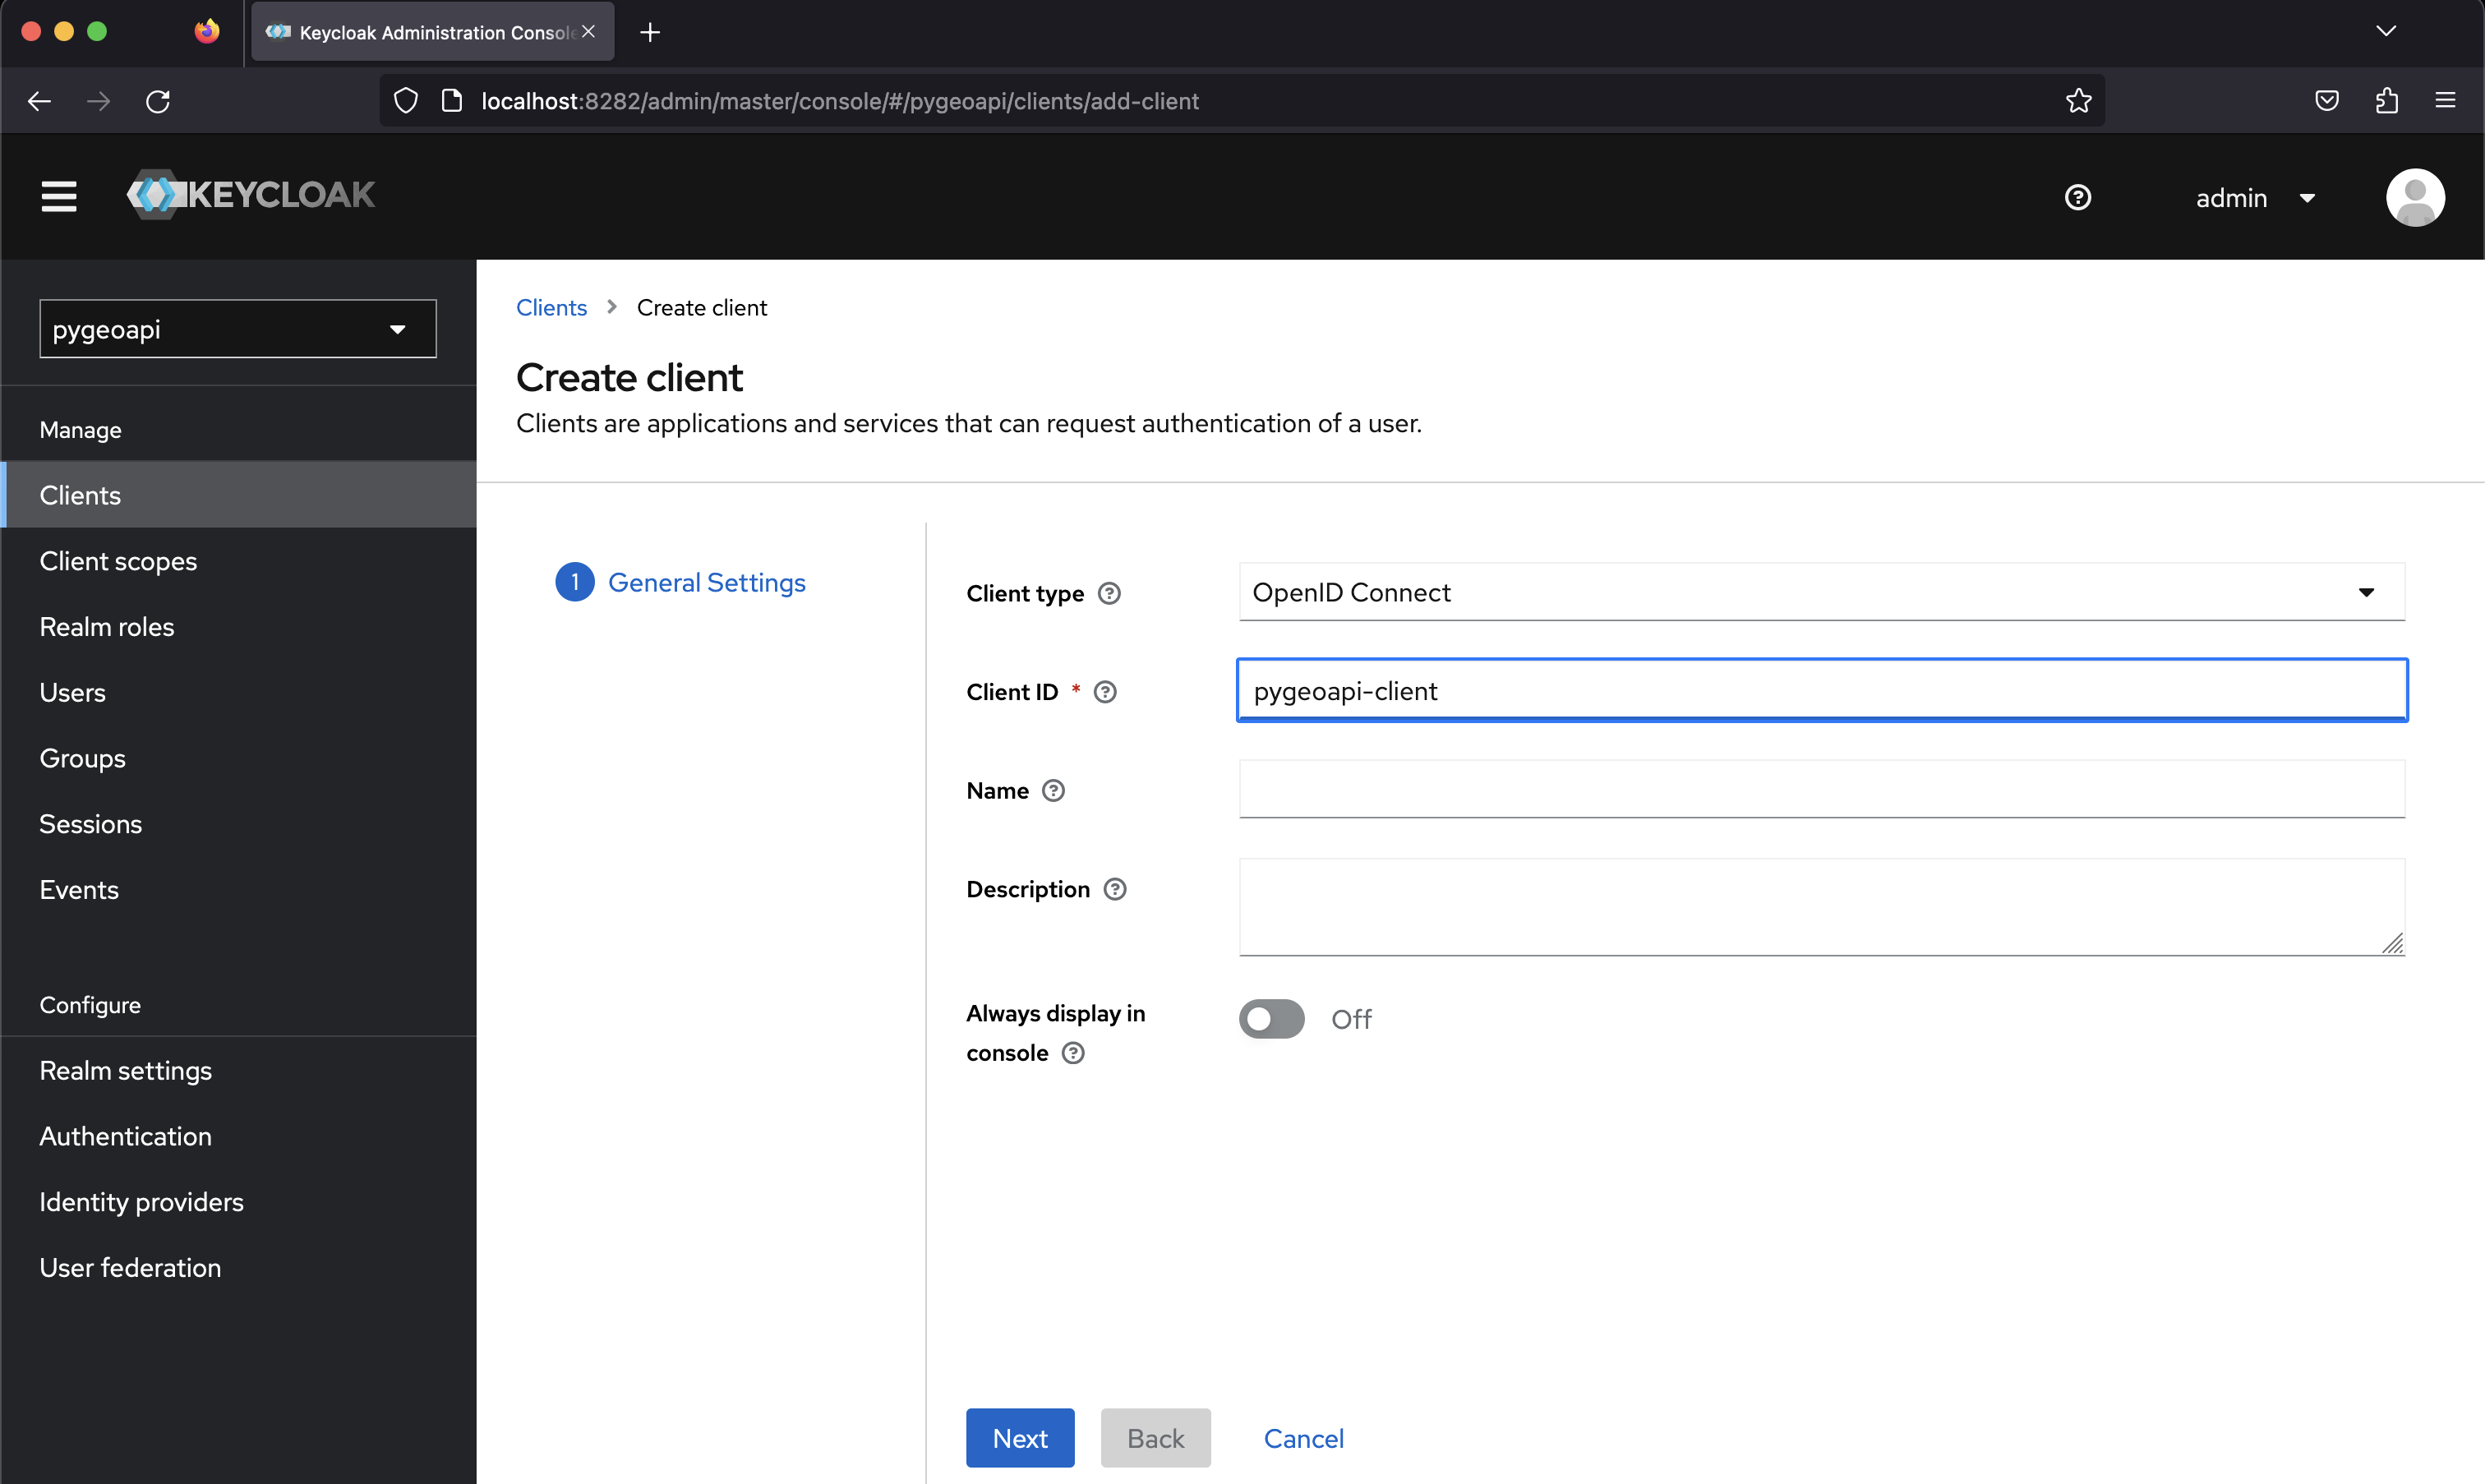 Keycloak Administration Console
localhost:8282/admin/master/console/#/pygeoapi/clients/add-client
KEYCLOAK
admin
pygeoapi
Manage
Clients
Client scopes
Realm roles
Users
Groups
Sessions
Events
Configure
Realm settings
Authentication
Identity providers
User federation
Clients > Create client
Create client
Clients are applications and services that can request authentication of a user.
1 General Settings
Client type OpenID Connect
Client ID * pygeoapi-client
Name
Description
Always display in
console
Off
Next Back Cancel